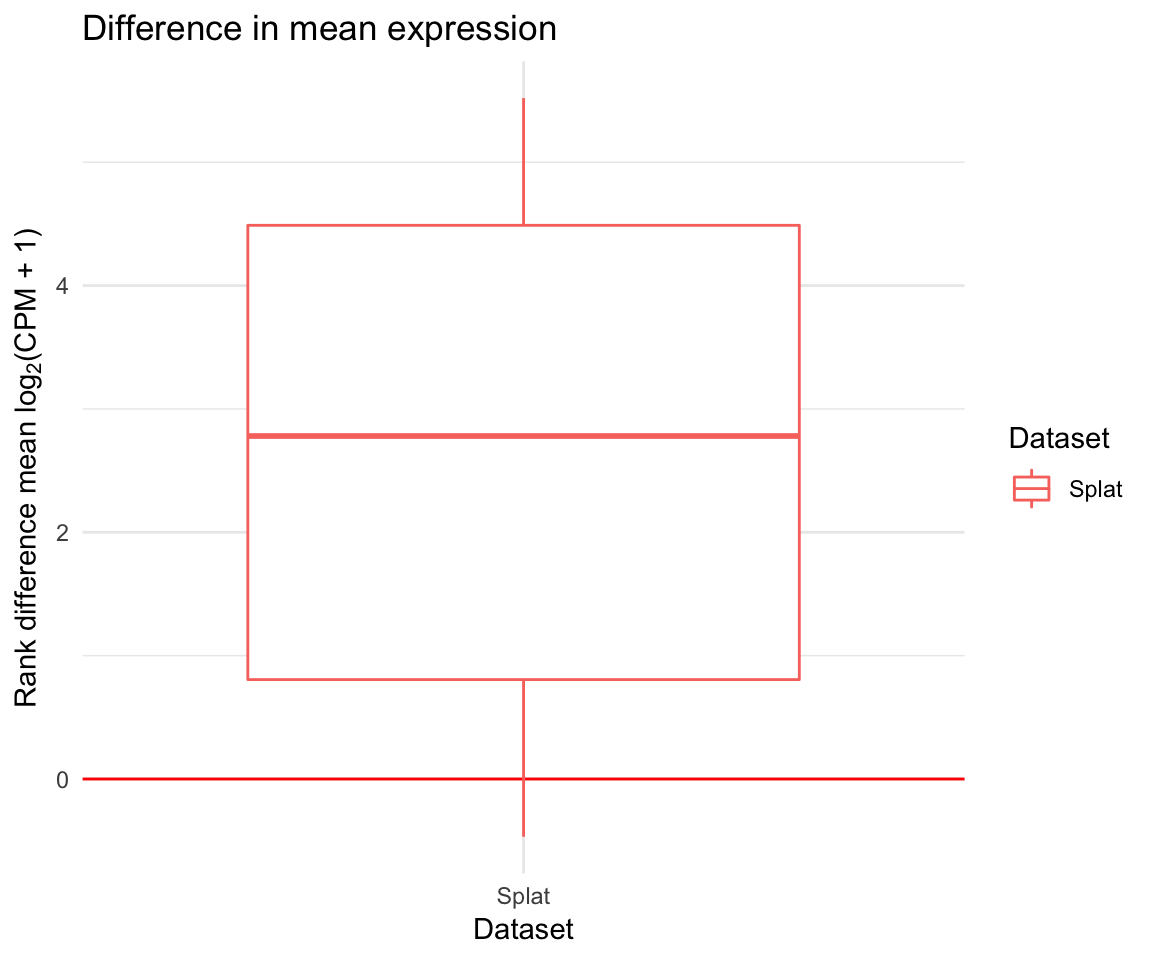 Difference in mean expression
Rank difference mean log₂(CPM + 1)
4
2
0
Splat
Dataset
Dataset
Splat